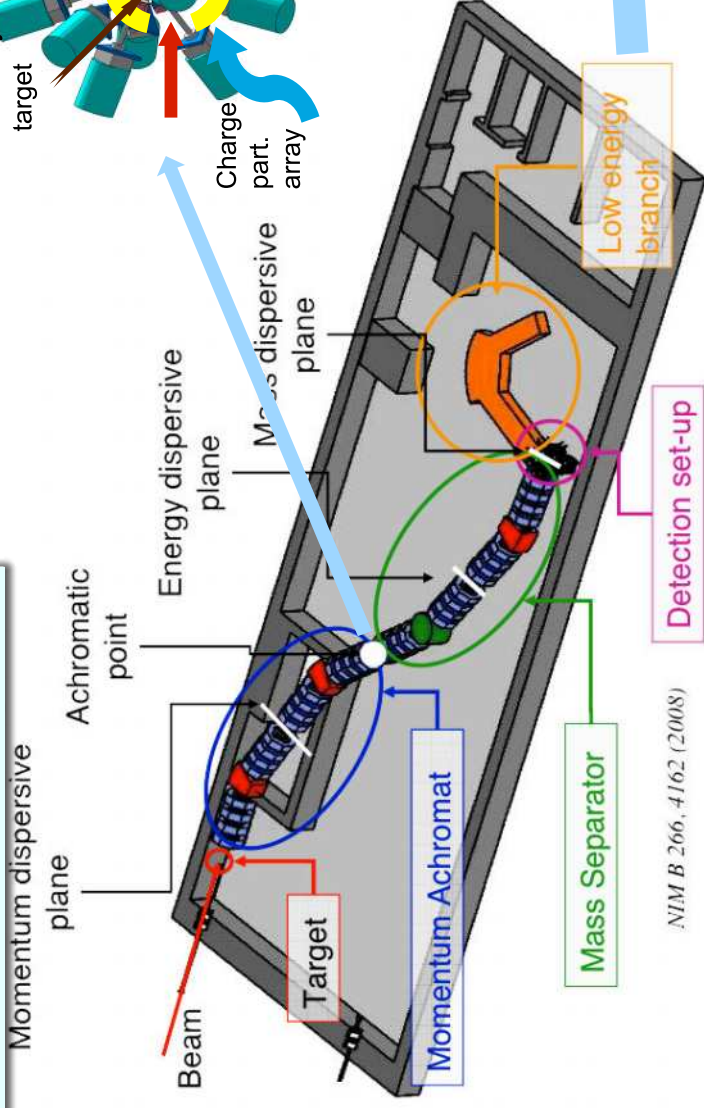 target
Charge
part.
array
Momentum dispersive
plane
Achromatic
point
Energy dispersive
plane
Mass dispersive
plane
Beam
Target
Momentum Achromat
Mass Separator
Detection set-up
Low energy
branch
NIM B 266, 4162 (2008)